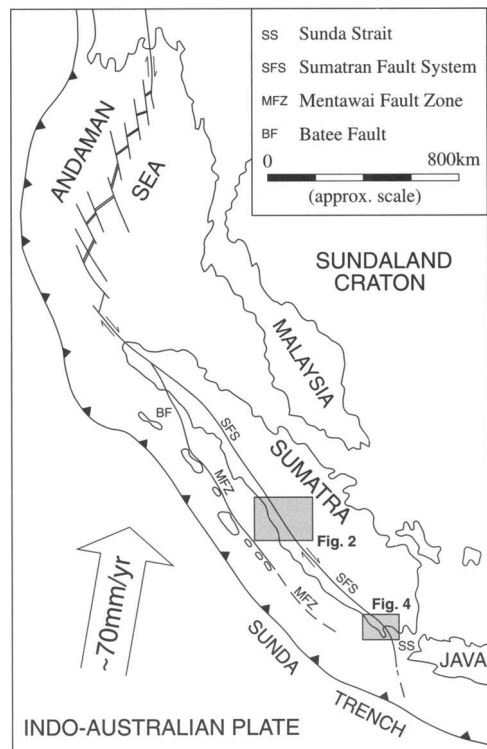 SS Sunda Strait
SFS Sumatran Fault System
MFZ Mentawai Fault Zone
BF Batee Fault
0 800km
(approx. scale)
ANDAMAN
SEA
SUNDALAND
CRATON
MALAYSIA
BF
SFS
SUMATRA
MFZ
Fig. 2
SFS
MFZ
Fig. 4
SS
JAVA
~70mm/yr
SUNDA
TRENCH
INDO-AUSTRALIAN PLATE